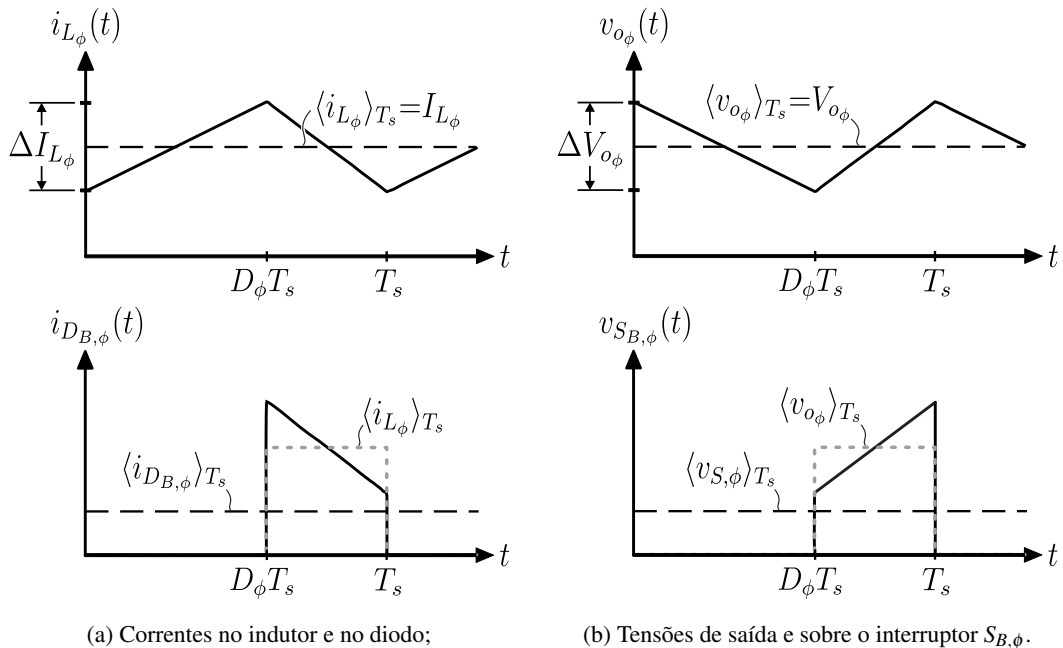 i_{L_ϕ}(t)
⟨i_{L_ϕ}⟩_{T_s}=I_{L_ϕ}
ΔI_{L_ϕ}
t
D_ϕT_s
T_s
v_{o_ϕ}(t)
⟨v_{o_ϕ}⟩_{T_s}=V_{o_ϕ}
ΔV_{o_ϕ}
t
D_ϕT_s
T_s
i_{D_{B,ϕ}}(t)
⟨i_{L_ϕ}⟩_{T_s}
⟨i_{D_{B,ϕ}}⟩_{T_s}
t
D_ϕT_s
T_s
v_{S_{B,ϕ}}(t)
⟨v_{o_ϕ}⟩_{T_s}
⟨v_{S,ϕ}⟩_{T_s}
t
D_ϕT_s
T_s
(a) Correntes no indutor e no diodo;
(b) Tensões de saída e sobre o interruptor S_{B,ϕ}.